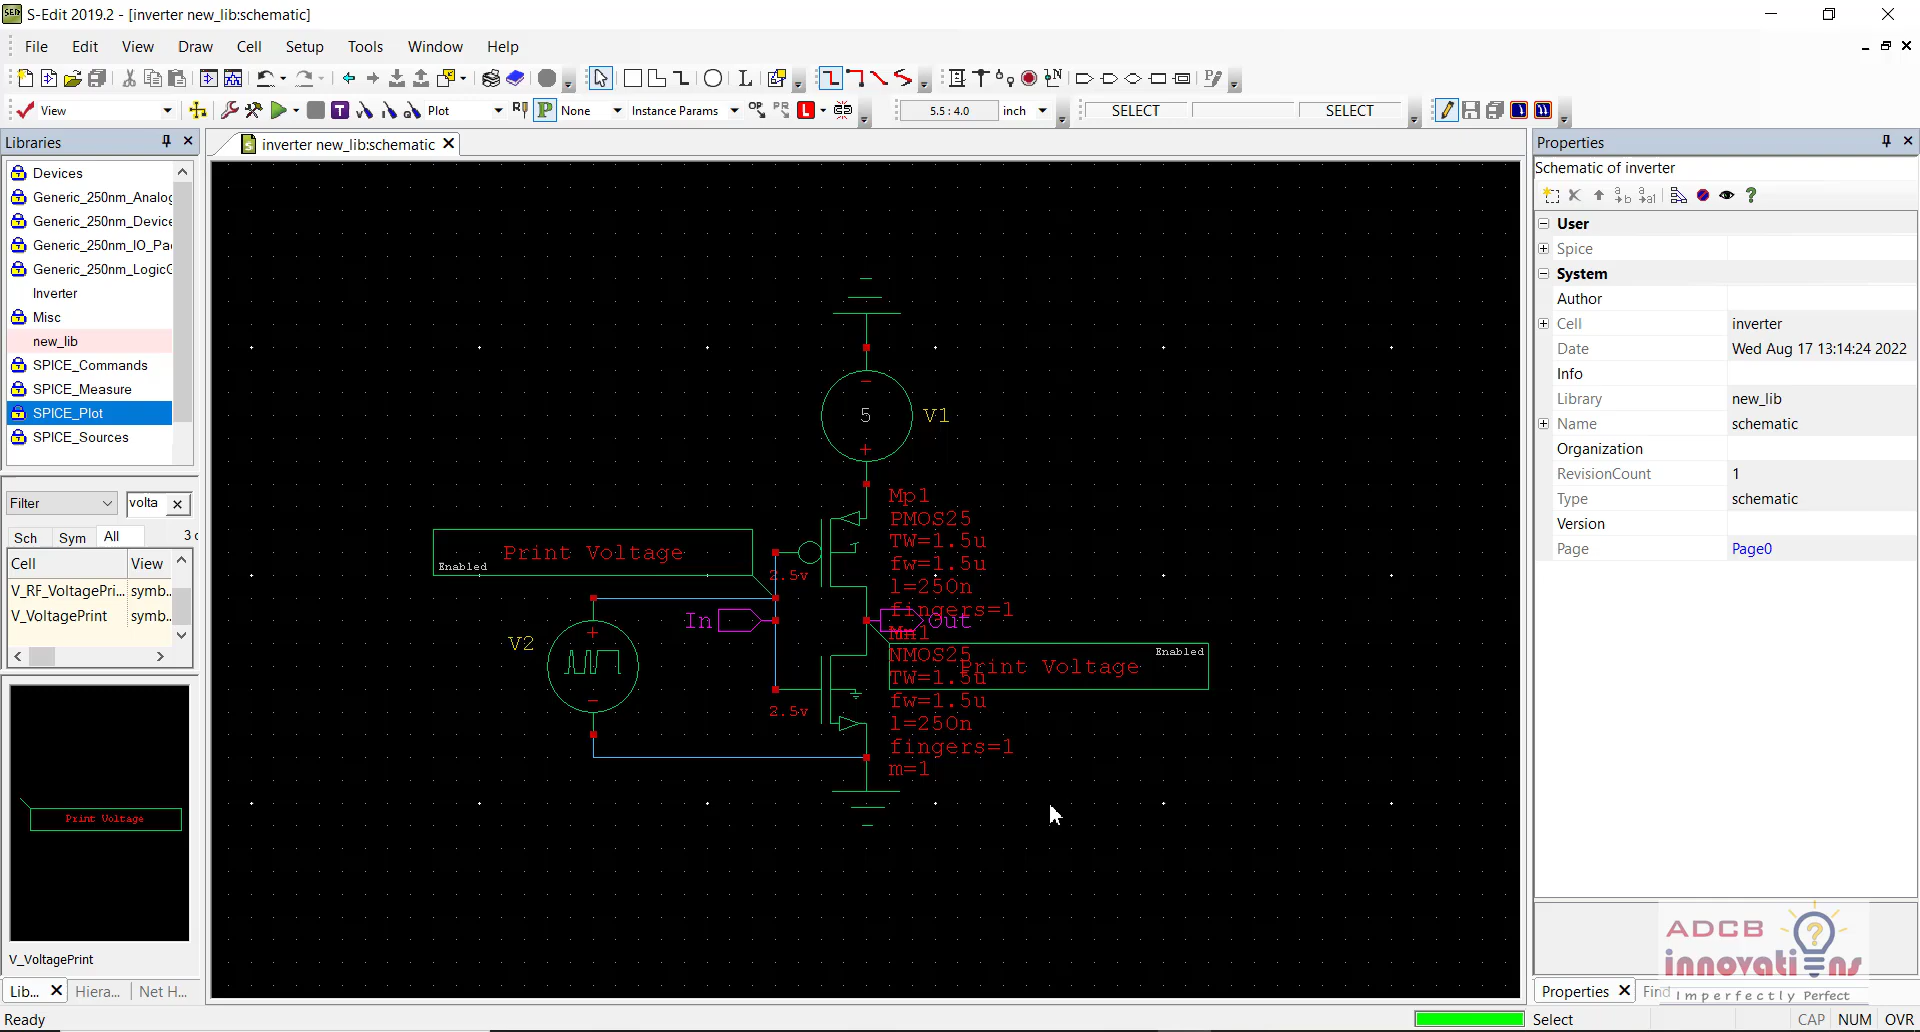 S-Edit 2019.2 - [inverter new_lib:schematic]
File Edit View Draw Cell Setup Tools Window Help
View Plot None Instance Params 5.5 : 4.0 inch SELECT SELECT
Libraries
Devices
Generic_250nm_Analog
Generic_250nm_Device
Generic_250nm_IO_Pa
Generic_250nm_Logic
Inverter
Misc
new_lib
SPICE_Commands
SPICE_Measure
SPICE_Plot
SPICE_Sources
Filter volta
Sch Sym All 3
Cell View
V_RF_VoltagePri... symb..
V_VoltagePrint symb..
Print Voltage
V_VoltagePrint
Lib... Hiera... Net H...
Ready
inverter new_lib:schematic
5 V1
Mp1
PMOS25
TW=1.5u
fw=1.5u
l=250n
fingers=1
2.5v
Print Voltage
Enabled
In
Out
V2
Mn1
NMOS25
TW=1.5u
fw=1.5u
l=250n
fingers=1
m=1
2.5v
Enabled
Print Voltage
Properties
Schematic of inverter
User
Spice
System
Author
Cell inverter
Date Wed Aug 17 13:14:24 2022
Info
Library new_lib
Name schematic
Organization
RevisionCount 1
Type schematic
Version
Page Page0
ADCB
innovations
Imperfectly Perfect
Properties Find
Select CAP NUM OVR